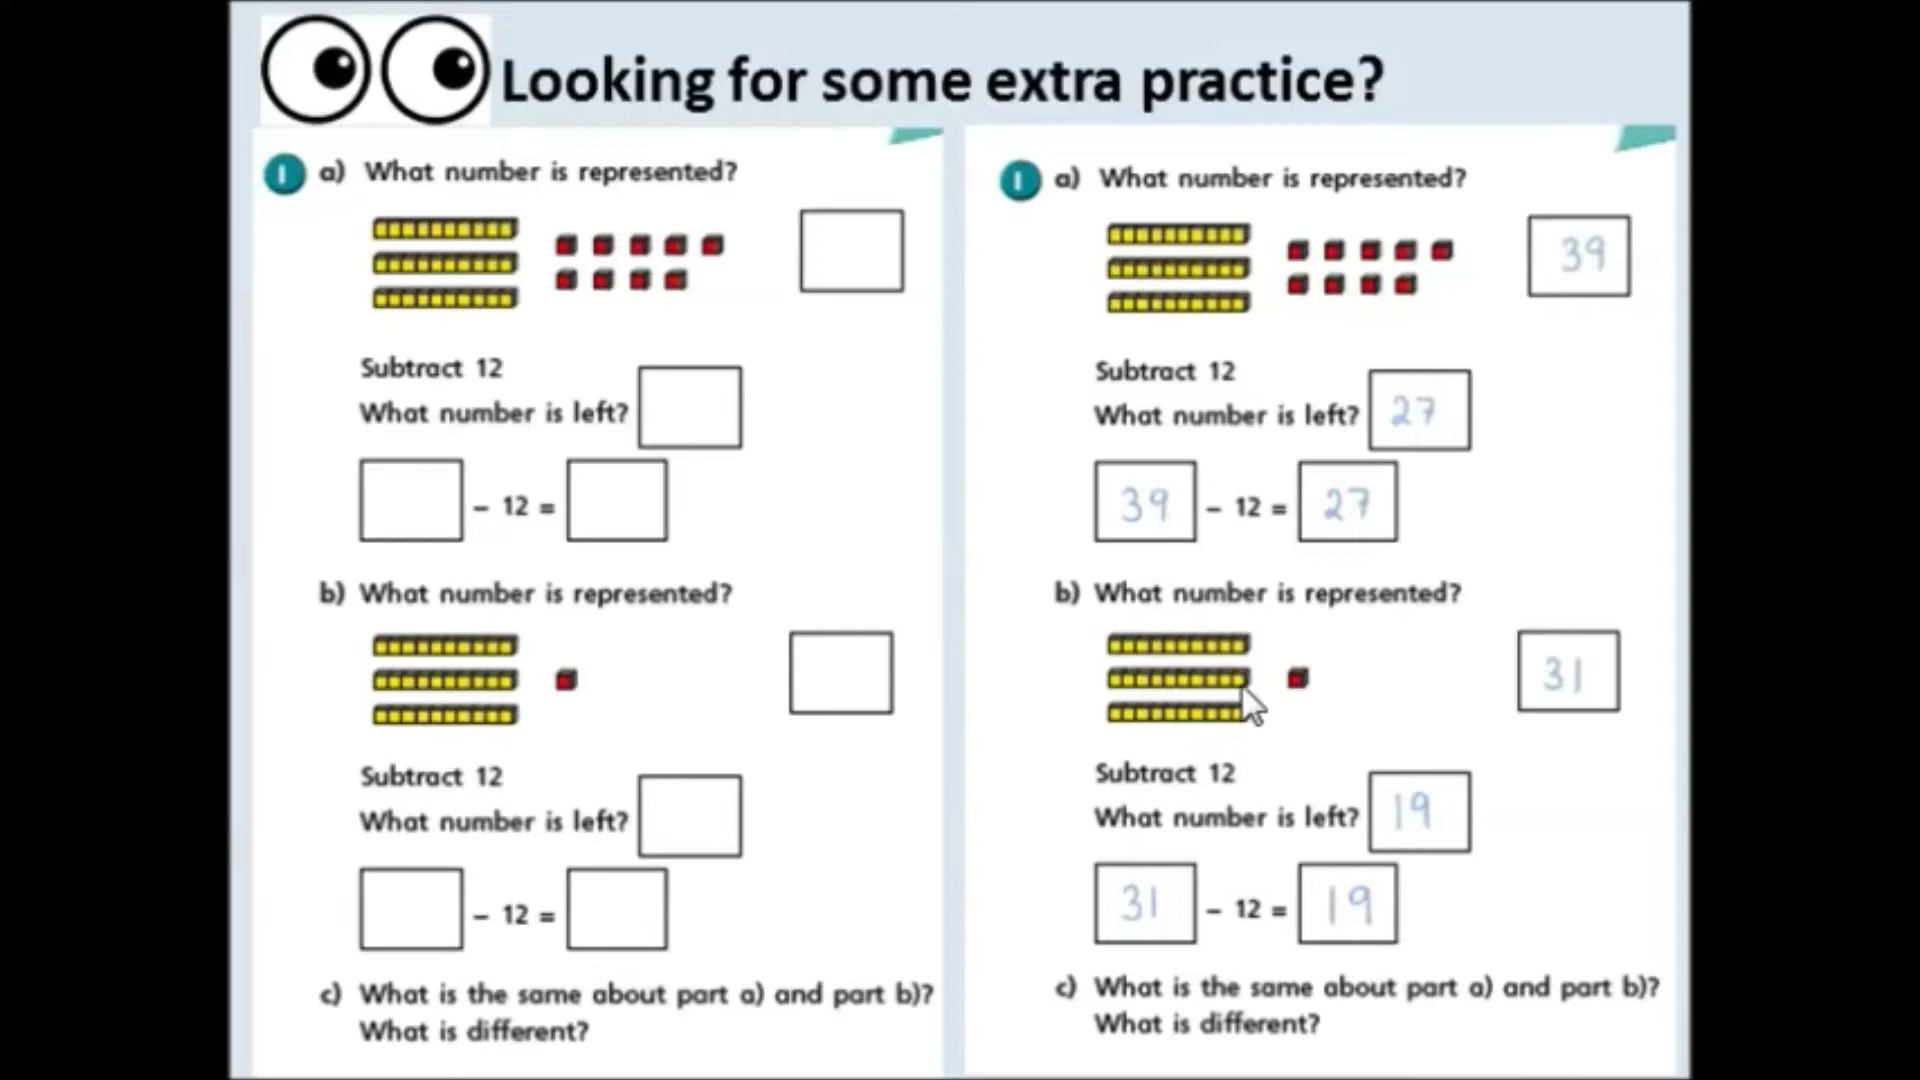 Looking for some extra practice?
1 a) What number is represented?
Subtract 12
What number is left?
- 12 =
b) What number is represented?
Subtract 12
What number is left?
- 12 =
c) What is the same about part a) and part b)?
What is different?
1 a) What number is represented?
39
Subtract 12
What number is left? 27
39 - 12 = 27
b) What number is represented?
31
Subtract 12
What number is left? 19
31 - 12 = 19
c) What is the same about part a) and part b)?
What is different?